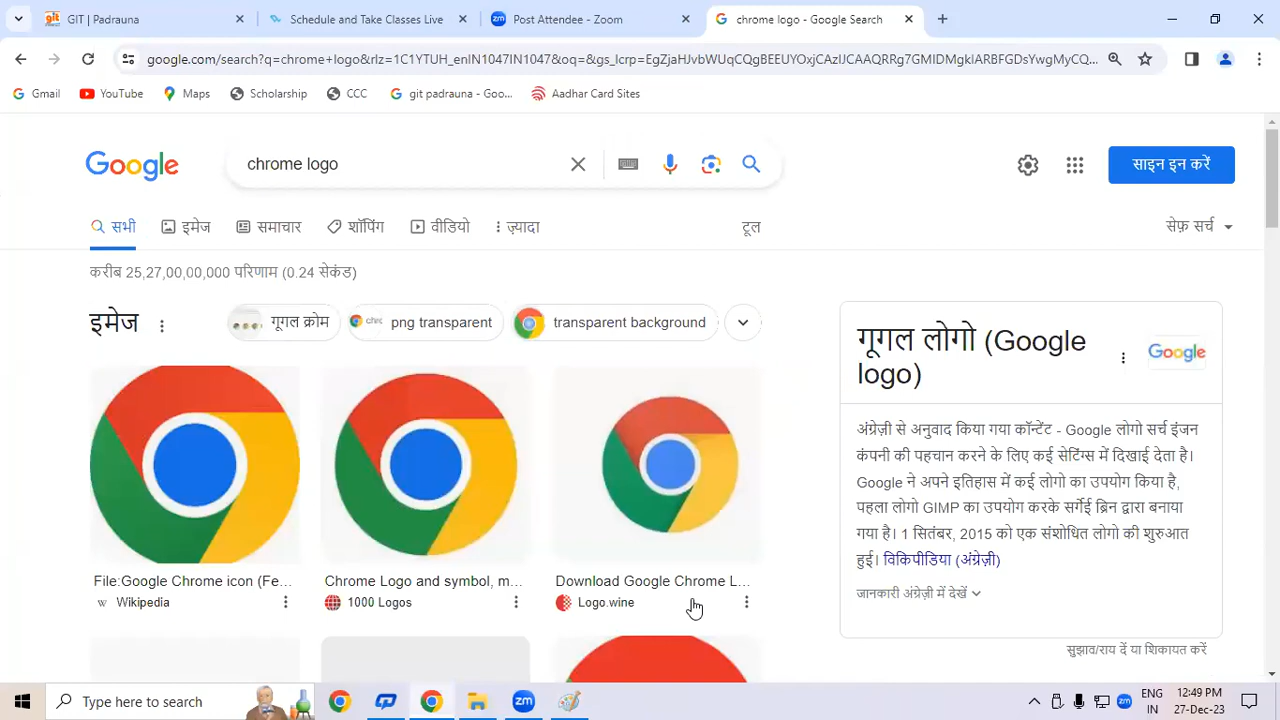 GIT | Padrauna
Schedule and Take Classes Live
Post Attendee - Zoom
chrome logo - Google Search
google.com/search?q=chrome+logo&rlz=1C1YTUH_enIN1047IN1047&oq=&gs_lcrp=EgZjaHJvbWUqCQgBEEUYOxjCAzIJCAAQRRg7GMIDMgkIARBFGDsYwgMyCQ...
Gmail
YouTube
Maps
Scholarship
CCC
git padrauna - Goo...
Aadhar Card Sites
Google
chrome logo
साइन इन करें
सभी
इमेज
समाचार
शॉपिंग
वीडियो
ज़्यादा
टूल
सेफ़ सर्च
करीब 25,27,00,00,000 परिणाम (0.24 सेकंड)
इमेज
गूगल क्रोम
chrc
png transparent
transparent background
गूगल लोगो (Google
logo)
Google
अंग्रेज़ी से अनुवाद किया गया कॉन्टेंट - Google लोगो सर्च इंजन
कंपनी की पहचान करने के लिए कई सेटिंग्स में दिखाई देता है।
Google ने अपने इतिहास में कई लोगो का उपयोग किया है,
पहला लोगो GIMP का उपयोग करके सर्गेई ब्रिन द्वारा बनाया
गया है। 1 सितंबर, 2015 को एक संशोधित लोगो की शुरुआत
हुई। विकिपीडिया (अंग्रेज़ी)
जानकारी अंग्रेज़ी में देखें
सुझाव/राय दें या शिकायत करें
File:Google Chrome icon (Fe...
W Wikipedia
Chrome Logo and symbol, m...
1000 Logos
Download Google Chrome L...
Logo.wine
Type here to search
zm
zm
ENG
IN
12:49 PM
27-Dec-23